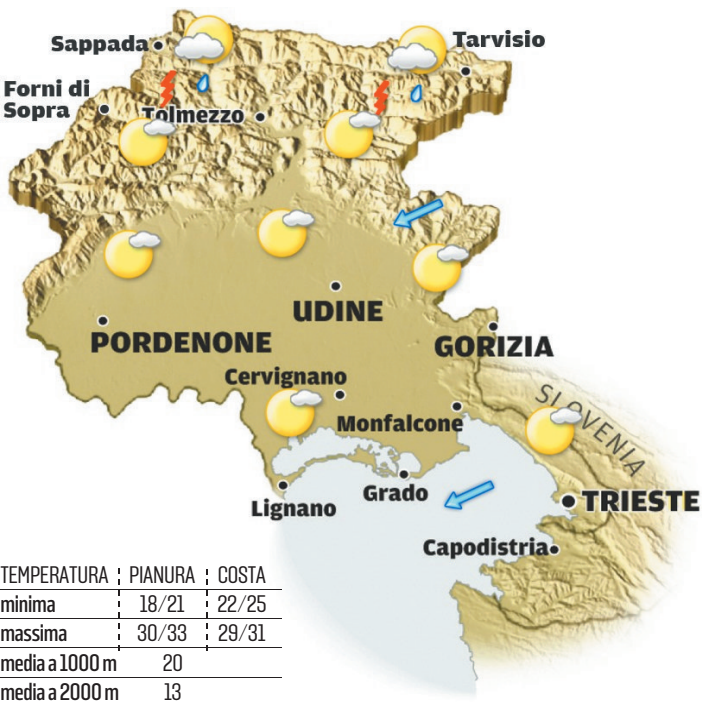 Sappada
Tarvisio
Forni di
Sopra
Tolmezzo
UDINE
PORDENONE
GORIZIA
Cervignano
SLOVENIA
Monfalcone
Grado
Lignano
TRIESTE
Capodistria
TEMPERATURA PIANURA COSTA
minima 18/21 22/25
massima 30/33 29/31
media a 1000 m 20
media a 2000 m 13